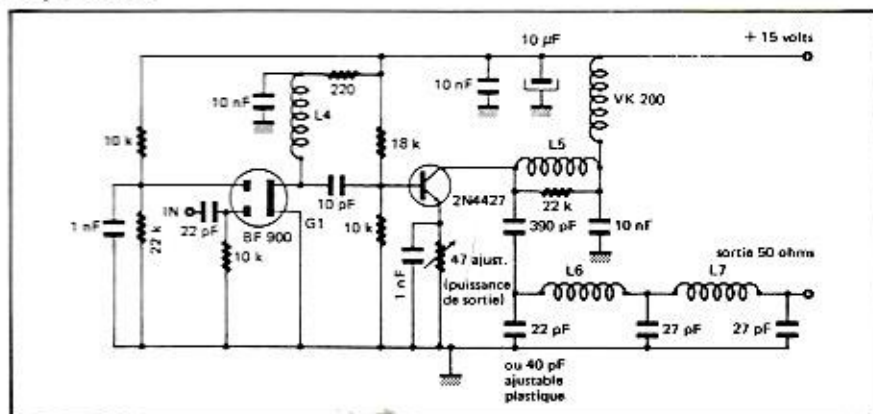 10 µF
+ 15 volts
10 nF
220
L4
10 nF
VK 200
10 k
18 k
L5
2N4427
22 k
IN
22 pF
BF 900
G1
10 pF
10 k
390 pF
10 nF
1 nF
22 k
10 k
1 nF
47 ajust.
(puissance
de sortie)
sortie 50 ohms
L6
L7
22 pF
27 pF
27 pF
ou 40 pF
ajustable
plastique